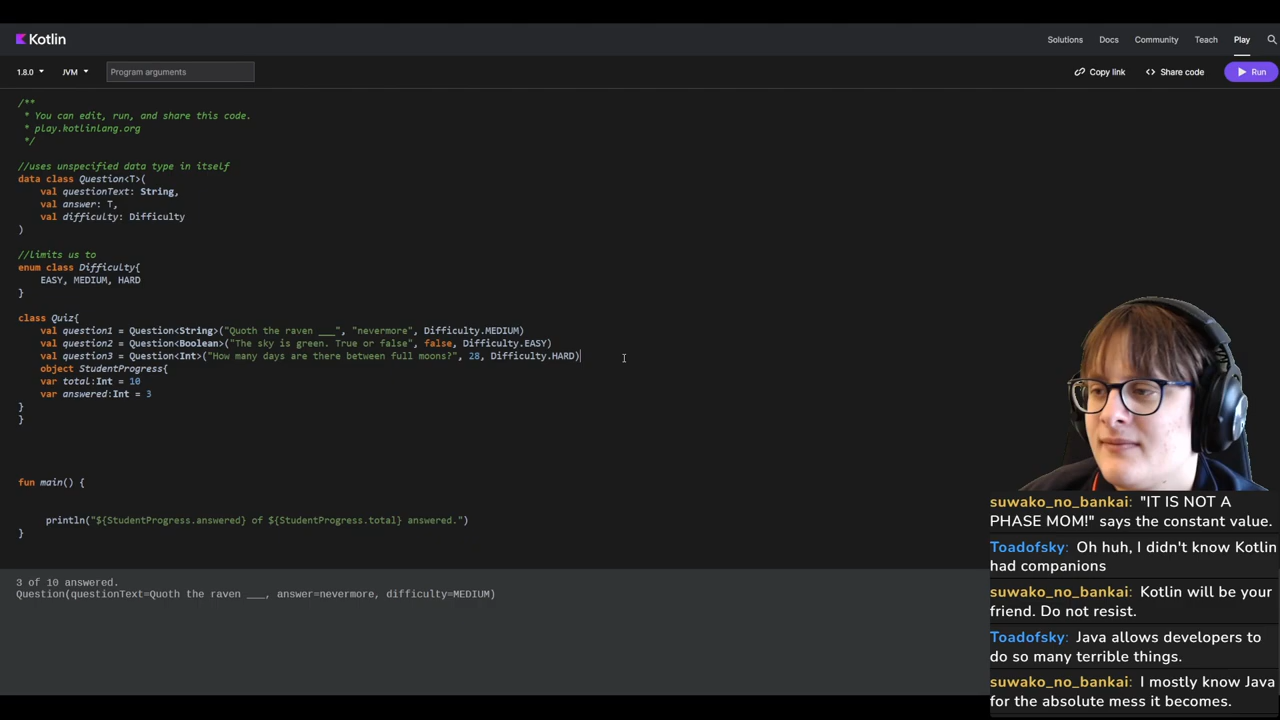 Kotlin
Solutions Docs Community Teach Play
1.8.0 JVM Program arguments Copy link Share code Run
/**
* You can edit, run, and share this code.
* play.kotlinlang.org
*/
//uses unspecified data type in itself
data class Question<T>(
val questionText: String,
val answer: T,
val difficulty: Difficulty
)
//limits us to
enum class Difficulty{
EASY, MEDIUM, HARD
}
class Quiz{
val question1 = Question<String>("Quoth the raven ___", "nevermore", Difficulty.MEDIUM)
val question2 = Question<Boolean>("The sky is green. True or false", false, Difficulty.EASY)
val question3 = Question<Int>("How many days are there between full moons?", 28, Difficulty.HARD)
object StudentProgress{
var total:Int = 10
var answered:Int = 3
}
}
fun main() {
println("${StudentProgress.answered} of ${StudentProgress.total} answered.")
}
3 of 10 answered.
Question(questionText=Quoth the raven ___, answer=nevermore, difficulty=MEDIUM)
suwako_no_bankai: "IT IS NOT A
PHASE MOM!" says the constant value.
Toadofsky: Oh huh, I didn't know Kotlin
had companions
suwako_no_bankai: Kotlin will be your
friend. Do not resist.
Toadofsky: Java allows developers to
do so many terrible things.
suwako_no_bankai: I mostly know Java
for the absolute mess it becomes.